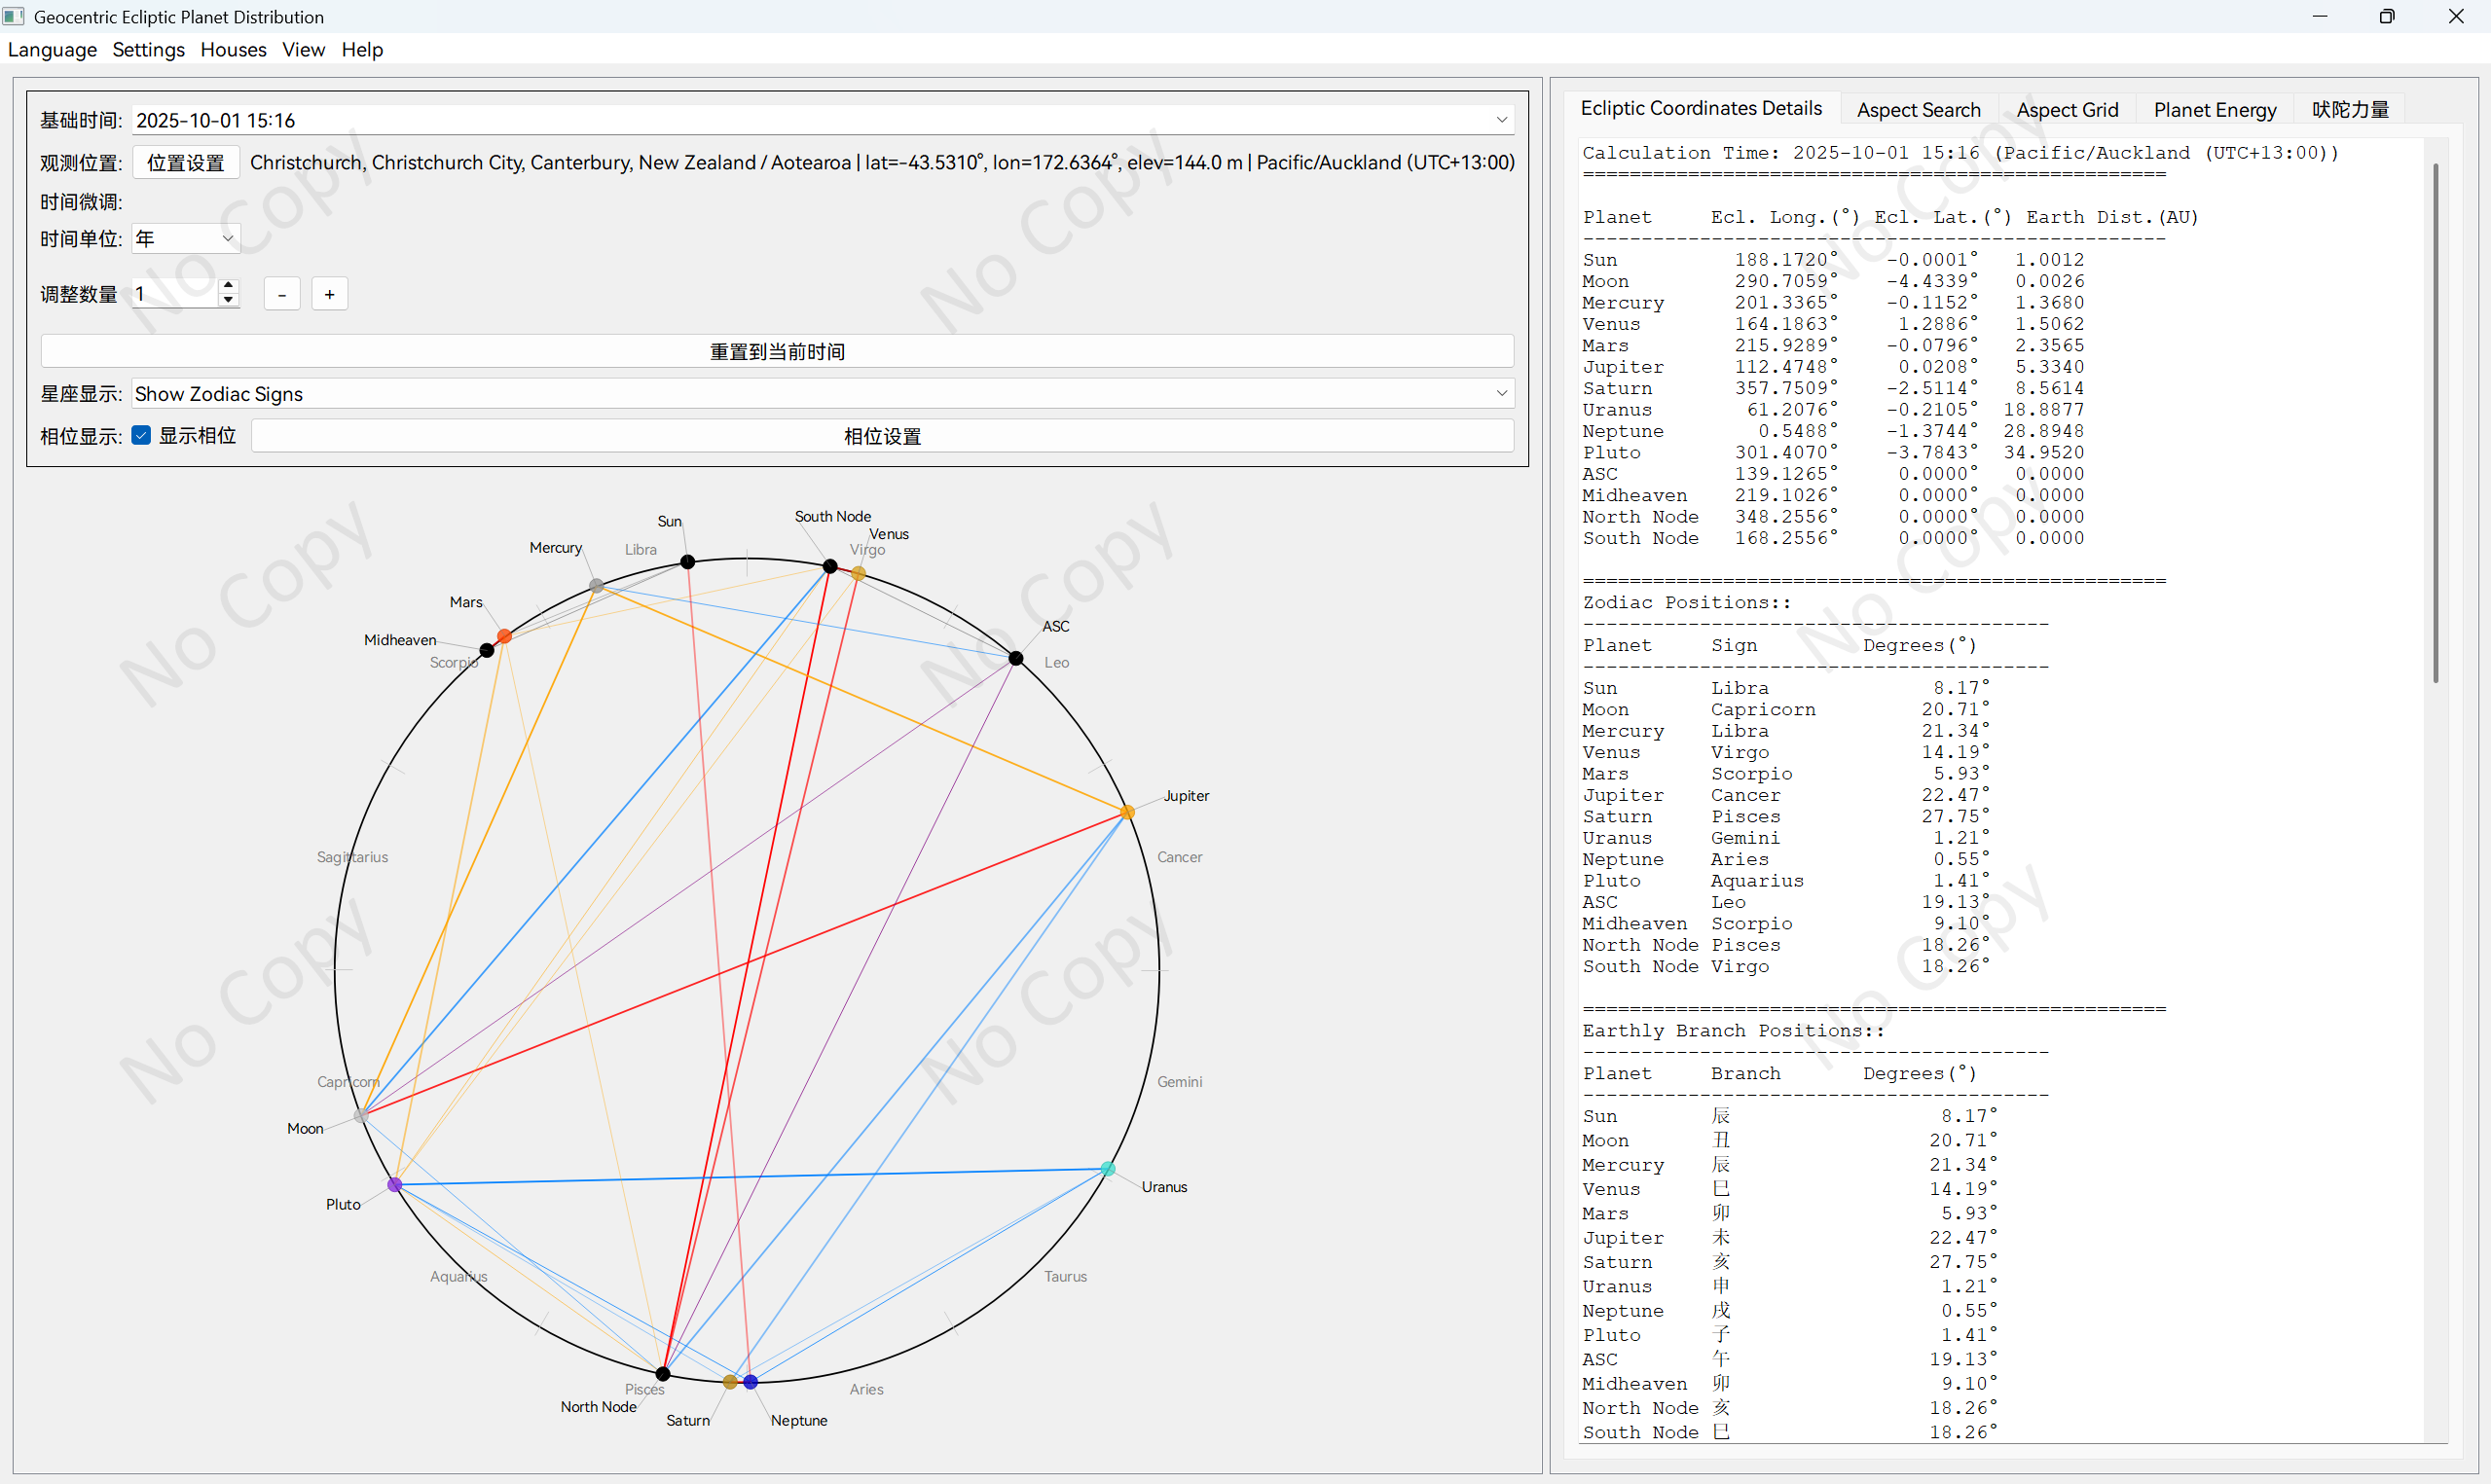 Geocentric Ecliptic Planet Distribution
Language Settings Houses View Help
基础时间: 2025-10-01 15:16
观测位置: 位置设置 Christchurch, Christchurch City, Canterbury, New Zealand / Aotearoa | lat=-43.5310°, lon=172.6364°, elev=144.0 m | Pacific/Auckland (UTC+13:00)
时间微调:
时间单位: 年
调整数量 1 - +
重置到当前时间
星座显示: Show Zodiac Signs
相位显示: 显示相位 相位设置
South Node
Sun
Venus
Mercury
Libra
Virgo
Mars
ASC
Midheaven
Scorpio
Leo
Jupiter
Sagittarius
Cancer
Capricorn
Gemini
Moon
Uranus
Pluto
Aquarius
Taurus
Pisces
Aries
North Node
Saturn
Neptune
Ecliptic Coordinates Details Aspect Search Aspect Grid Planet Energy 吠陀力量
Calculation Time: 2025-10-01 15:16 (Pacific/Auckland (UTC+13:00))
==================================================
Planet Ecl. Long.(°) Ecl. Lat.(°) Earth Dist.(AU)
--------------------------------------------------
Sun 188.1720° -0.0001° 1.0012
Moon 290.7059° -4.4339° 0.0026
Mercury 201.3365° -0.1152° 1.3680
Venus 164.1863° 1.2886° 1.5062
Mars 215.9289° -0.0796° 2.3565
Jupiter 112.4748° 0.0208° 5.3340
Saturn 357.7509° -2.5114° 8.5614
Uranus 61.2076° -0.2105° 18.8877
Neptune 0.5488° -1.3744° 28.8948
Pluto 301.4070° -3.7843° 34.9520
ASC 139.1265° 0.0000° 0.0000
Midheaven 219.1026° 0.0000° 0.0000
North Node 348.2556° 0.0000° 0.0000
South Node 168.2556° 0.0000° 0.0000
==================================================
Zodiac Positions::
----------------------------------------
Planet Sign Degrees(°)
----------------------------------------
Sun Libra 8.17°
Moon Capricorn 20.71°
Mercury Libra 21.34°
Venus Virgo 14.19°
Mars Scorpio 5.93°
Jupiter Cancer 22.47°
Saturn Pisces 27.75°
Uranus Gemini 1.21°
Neptune Aries 0.55°
Pluto Aquarius 1.41°
ASC Leo 19.13°
Midheaven Scorpio 9.10°
North Node Pisces 18.26°
South Node Virgo 18.26°
==================================================
Earthly Branch Positions::
----------------------------------------
Planet Branch Degrees(°)
----------------------------------------
Sun 辰 8.17°
Moon 丑 20.71°
Mercury 辰 21.34°
Venus 巳 14.19°
Mars 卯 5.93°
Jupiter 未 22.47°
Saturn 亥 27.75°
Uranus 申 1.21°
Neptune 戌 0.55°
Pluto 子 1.41°
ASC 午 19.13°
Midheaven 卯 9.10°
North Node 亥 18.26°
South Node 巳 18.26°
No Copy
No Copy
No Copy
No Copy
No Copy
No Copy
No Copy
No Copy
No Copy